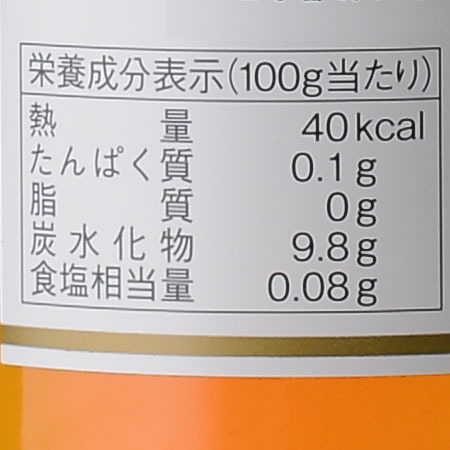 栄養成分表示(100g当たり)
熱量 40kcal
たんぱく質 0.1g
脂質 0g
炭水化物 9.8g
食塩相当量 0.08g